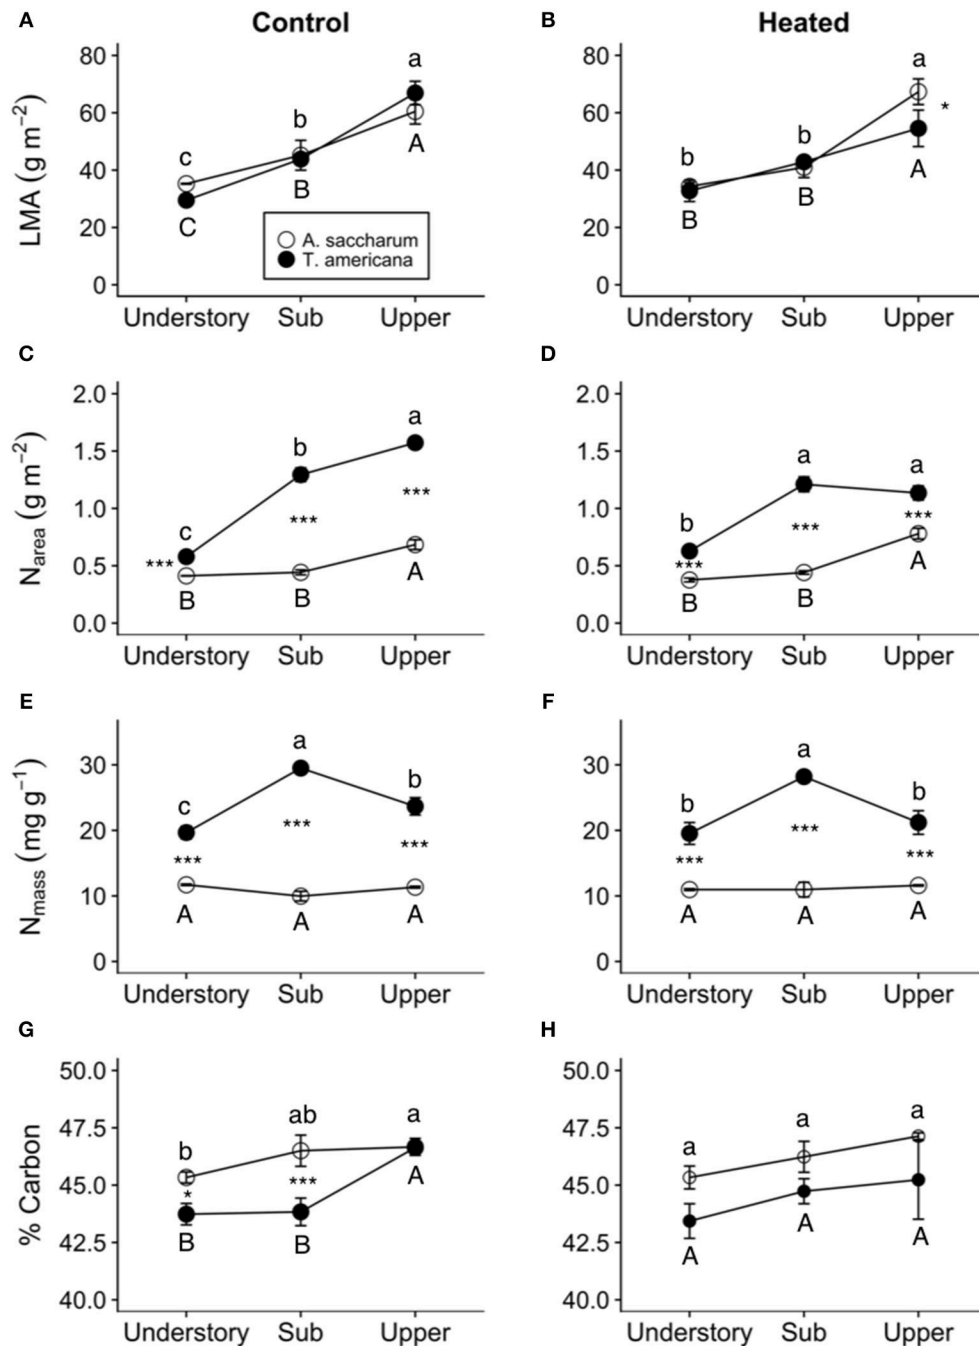 A Control B Heated
LMA (g m−2)
80
60
40
20
0
c
b
a
C
B
A
A. saccharum
T. americana
Understory Sub Upper
80
60
40
20
0
b
b
a
*
B
B
A
Understory Sub Upper
C
Narea (g m−2)
2.0
1.5
1.0
0.5
0.0
c
b
a
***
***
***
B
B
A
Understory Sub Upper
D
2.0
1.5
1.0
0.5
0.0
b
a
a
***
***
***
B
B
A
Understory Sub Upper
E
Nmass (mg g−1)
30
20
10
0
c
a
b
***
***
***
A
A
A
Understory Sub Upper
F
30
20
10
0
b
a
b
***
***
***
A
A
A
Understory Sub Upper
G
% Carbon
50.0
47.5
45.0
42.5
40.0
b
ab
a
*
***
B
B
A
Understory Sub Upper
H
50.0
47.5
45.0
42.5
40.0
a
a
a
A
A
A
Understory Sub Upper